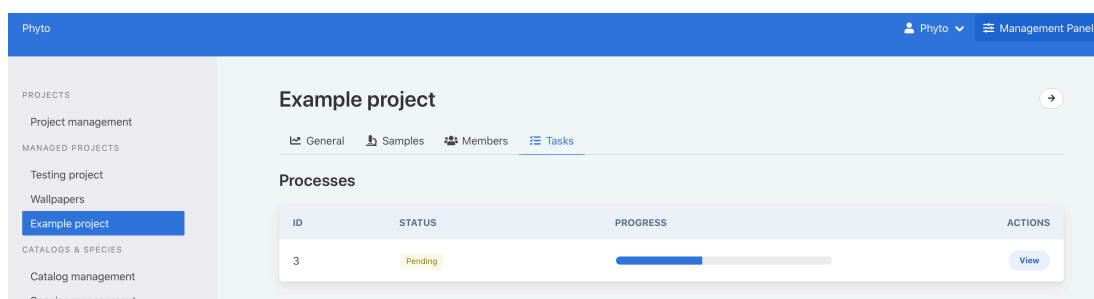 Phyto
Phyto
Management Panel
PROJECTS
Project management
MANAGED PROJECTS
Testing project
Wallpapers
Example project
CATALOGS & SPECIES
Catalog management
Example project
General Samples Members Tasks
Processes
ID STATUS PROGRESS ACTIONS
3 Pending View